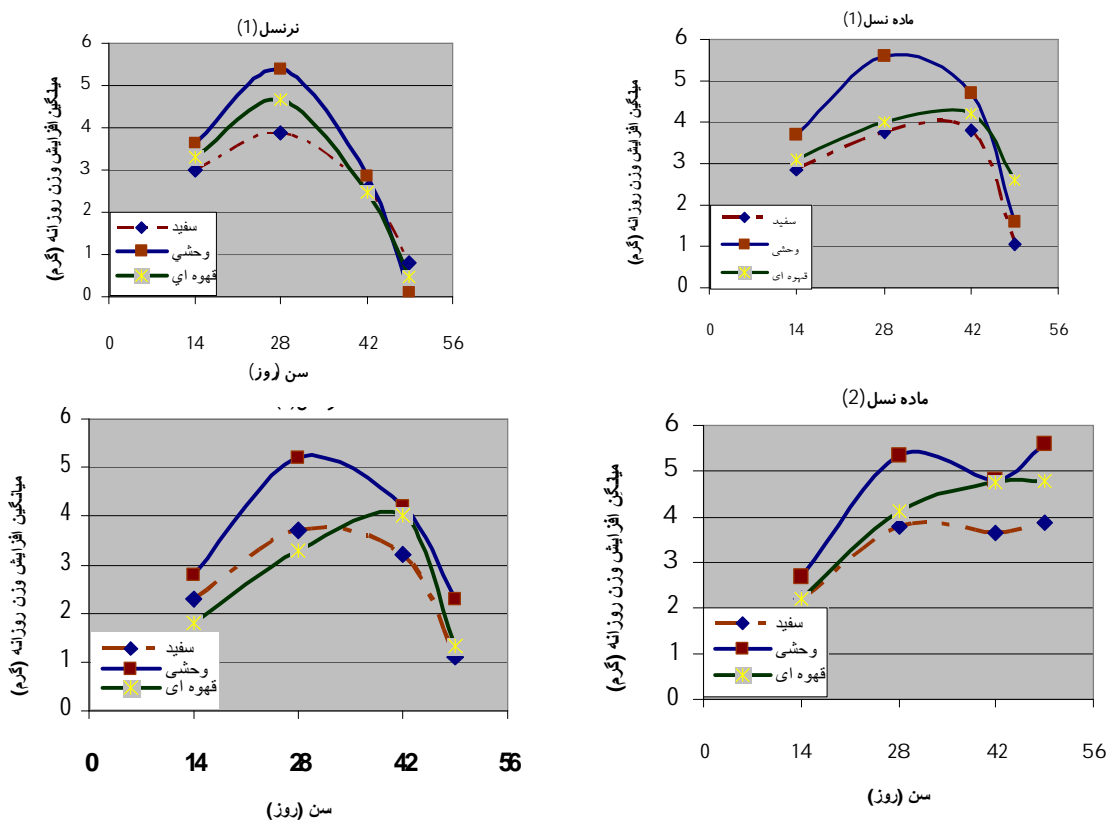 نرنسل(1)
میانگین افزایش وزن روزانه (گرم)
6
5
4
3
2
1
0
سفید
وحشي
قهوه اي
0 14 28 42 56
سن (روز)
ماده نسل(1)
میانگین افزایش وزن روزانه (گرم)
6
5
4
3
2
1
0
سفید
وحشی
قهوه ای
0 14 28 42 56
میانگین افزایش وزن روزانه (گرم)
6
5
4
3
2
1
0
سفید
وحشی
قهوه ای
0 14 28 42 56
سن (روز)
ماده نسل(2)
میانگین افزایش وزن روزانه (گرم)
6
5
4
3
2
1
0
سفید
وحشی
قهوه ای
0 14 28 42 56
سن (روز)